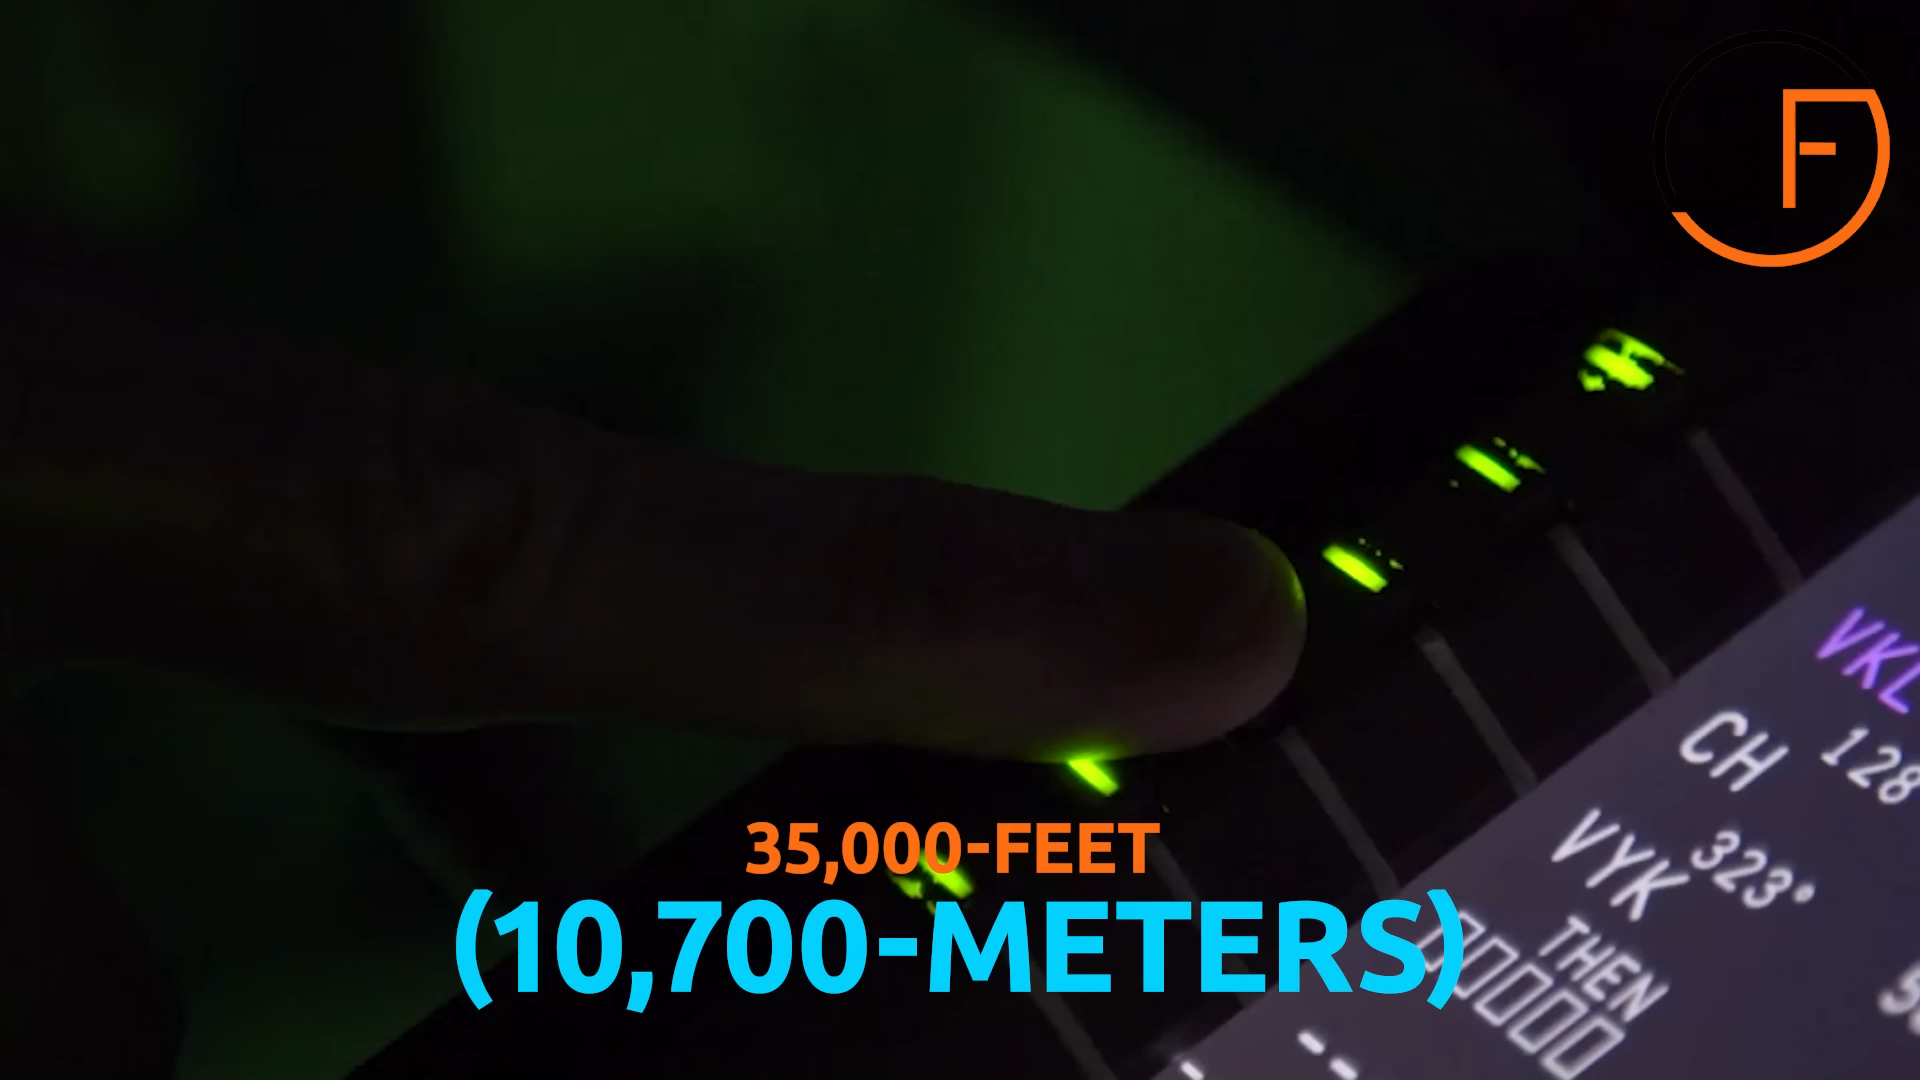 F
VKL
CH 128
VYK 323°
THEN
35,000-FEET
(10,700-METERS)